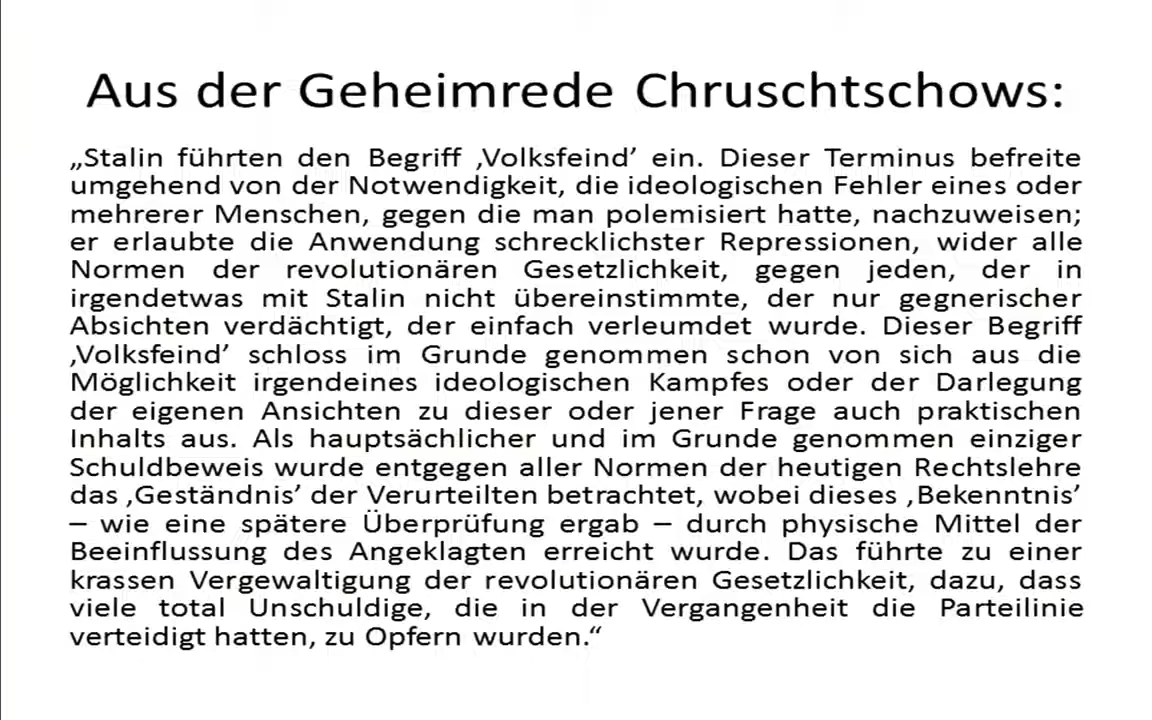 Aus der Geheimrede Chruschtschows:
„Stalin führten den Begriff ‚Volksfeind’ ein. Dieser Terminus befreite
umgehend von der Notwendigkeit, die ideologischen Fehler eines oder
mehrerer Menschen, gegen die man polemisiert hatte, nachzuweisen;
er erlaubte die Anwendung schrecklichster Repressionen, wider alle
Normen der revolutionären Gesetzlichkeit, gegen jeden, der in
irgendetwas mit Stalin nicht übereinstimmte, der nur gegnerischer
Absichten verdächtigt, der einfach verleumdet wurde. Dieser Begriff
‚Volksfeind’ schloss im Grunde genommen schon von sich aus die
Möglichkeit irgendeines ideologischen Kampfes oder der Darlegung
der eigenen Ansichten zu dieser oder jener Frage auch praktischen
Inhalts aus. Als hauptsächlicher und im Grunde genommen einziger
Schuldbeweis wurde entgegen aller Normen der heutigen Rechtslehre
das ‚Geständnis’ der Verurteilten betrachtet, wobei dieses ‚Bekenntnis’
– wie eine spätere Überprüfung ergab – durch physische Mittel der
Beeinflussung des Angeklagten erreicht wurde. Das führte zu einer
krassen Vergewaltigung der revolutionären Gesetzlichkeit, dazu, dass
viele total Unschuldige, die in der Vergangenheit die Parteilinie
verteidigt hatten, zu Opfern wurden.“